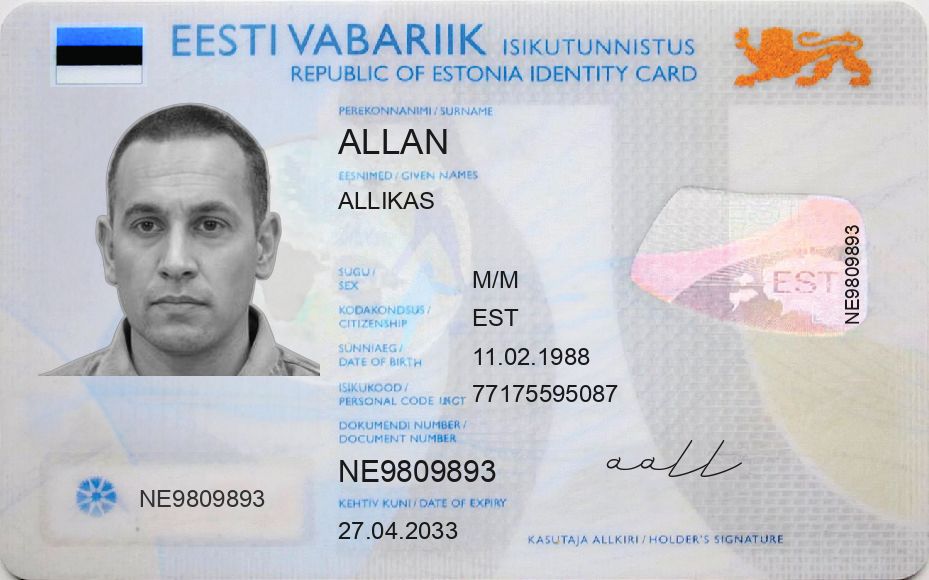 EESTI VABARIIK ISIKUTUNNISTUS
REPUBLIC OF ESTONIA IDENTITY CARD
PEREKONNANIMI / SURNAME
ALLAN
EESNIMED / GIVEN NAMES
ALLIKAS
SUGU /
SEX
M/M
KODAKONDSUS /
CITIZENSHIP
EST
SÜNNIAEG /
DATE OF BIRTH
11.02.1988
ISIKUKOOD /
PERSONAL CODE
77175595087
DOKUMENDI NUMBER /
DOCUMENT NUMBER
NE9809893
KEHTIV KUNI / DATE OF EXPIRY
27.04.2033
NE9809893
EST
NE9809893
aall
KASUTAJA ALLKIRI / HOLDER'S SIGNATURE